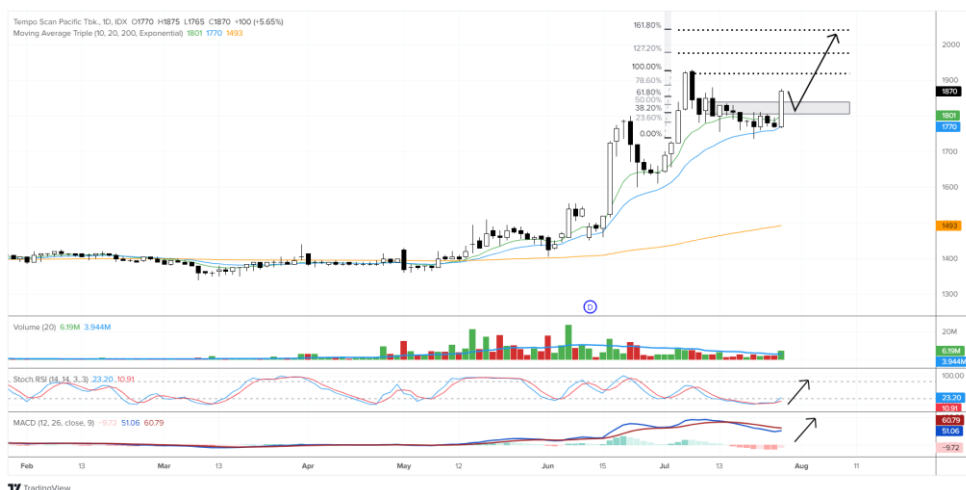 Tempo Scan Pacific Tbk., 1D, IDX O1770 H1875 L1765 C1870 +100 (+5.65%)
Moving Average Triple (10, 20, 200, Exponential) 1801 1770 1493
161.80%
127.20%
100.00%
78.60%
61.80%
50.00%
38.20%
23.60%
0.00%
2000
1900
1870
1801
1770
1700
1600
1493
1400
1300
D
Volume (20) 6.19M 3.944M
20M
6.19M
3.944M
Stoch RSI (14, 14, 3, 3) 23.20 10.91
100.00
23.20
10.91
MACD (12, 26, close, 9) −9.72 51.06 60.79
60.79
51.06
−9.72
Feb 13 Mar 13 Apr May 12 Jun 15 Jul 13 Aug 11
TradingView